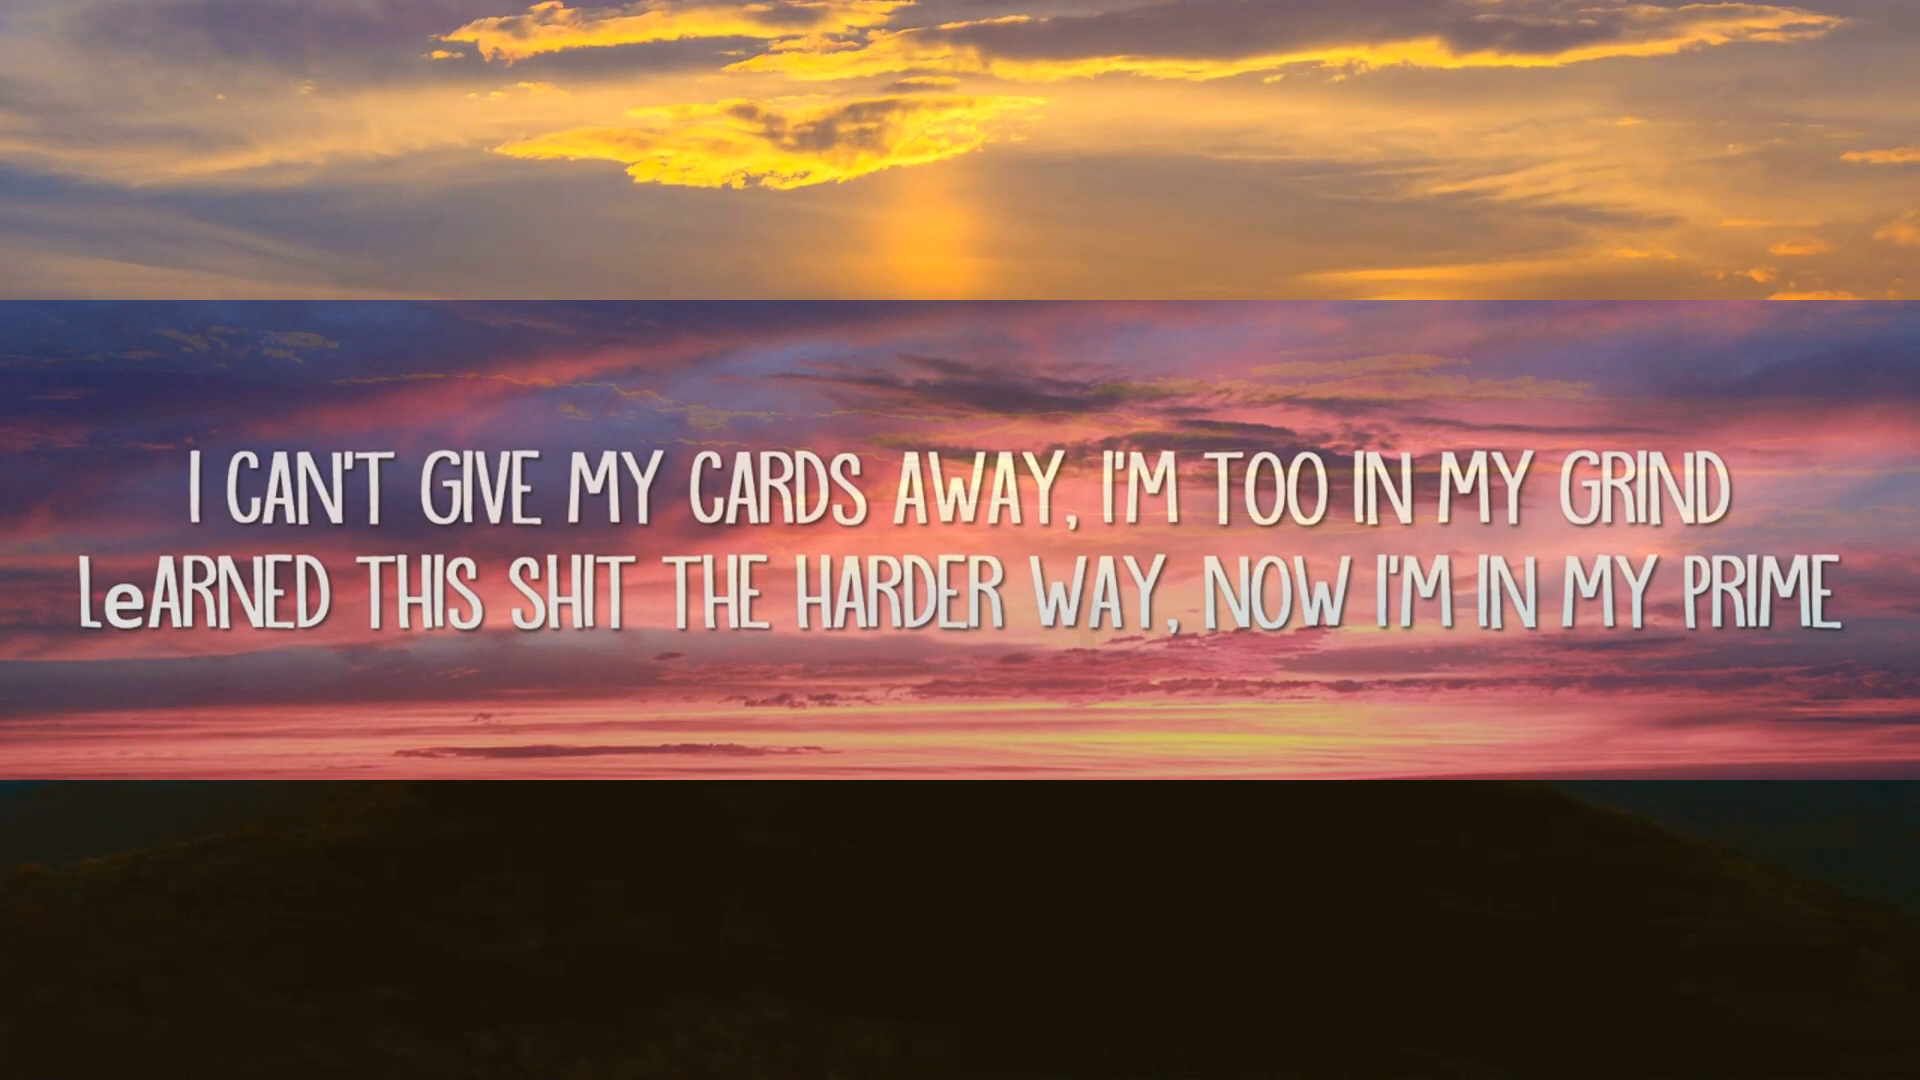 I CAN'T GIVE MY CARDS AWAY, I'M TOO IN MY GRIND
LeARNED THIS SHIT THE HARDER WAY, NOW I'M IN MY PRIME